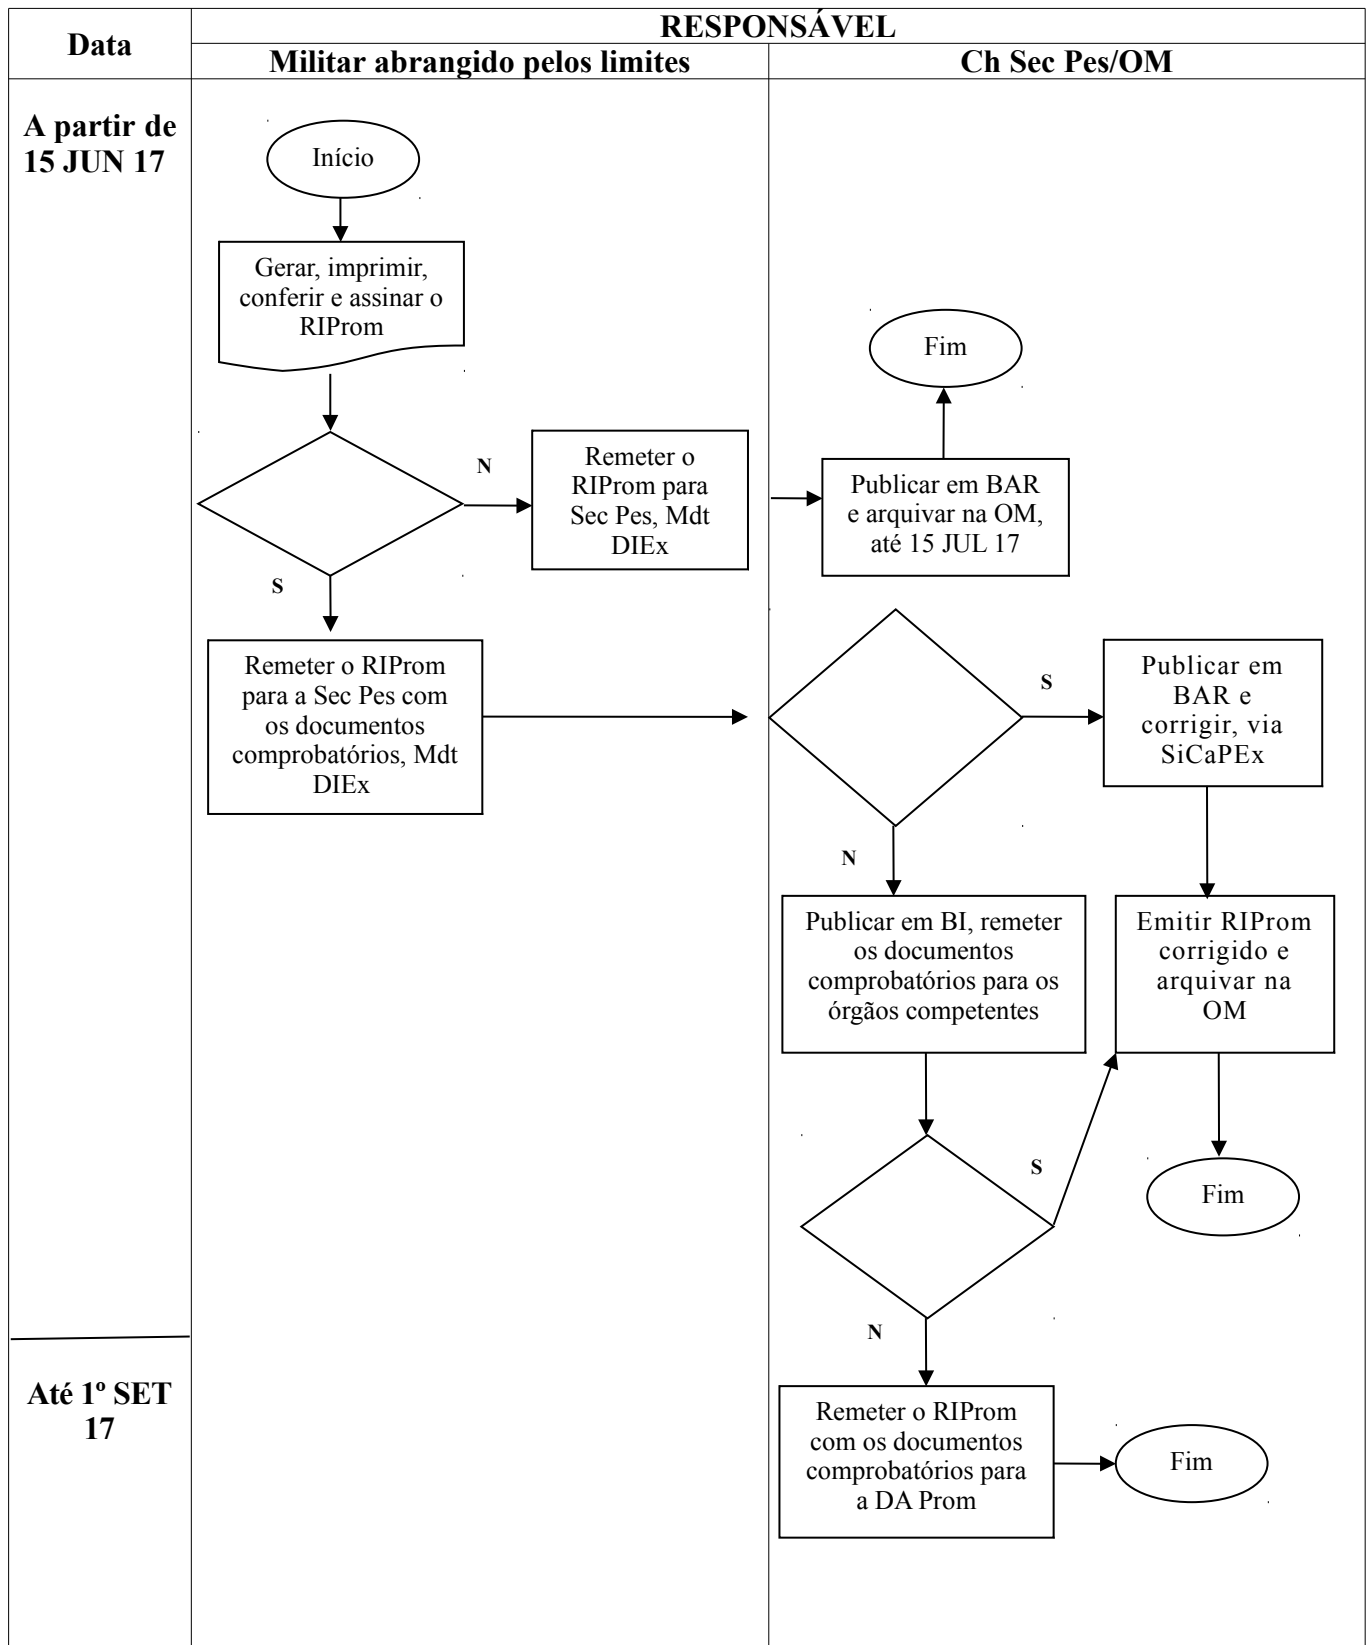 Data
RESPONSÁVEL
Militar abrangido pelos limites
Ch Sec Pes/OM
A partir de
15 JUN 17
Início
Gerar, imprimir,
conferir e assinar o
RIProm
Fim
N
Remeter o
RIProm para
Sec Pes, Mdt
DIEx
Publicar em BAR
e arquivar na OM,
até 15 JUL 17
S
Remeter o RIProm
para a Sec Pes com
os documentos
comprobatórios, Mdt
DIEx
S
Publicar em
BAR e
corrigir, via
SiCaPEx
N
Publicar em BI, remeter
os documentos
comprobatórios para os
órgãos competentes
Emitir RIProm
corrigido e
arquivar na
OM
S
Fim
N
Até 1º SET
17
Remeter o RIProm
com os documentos
comprobatórios para
a DA Prom
Fim